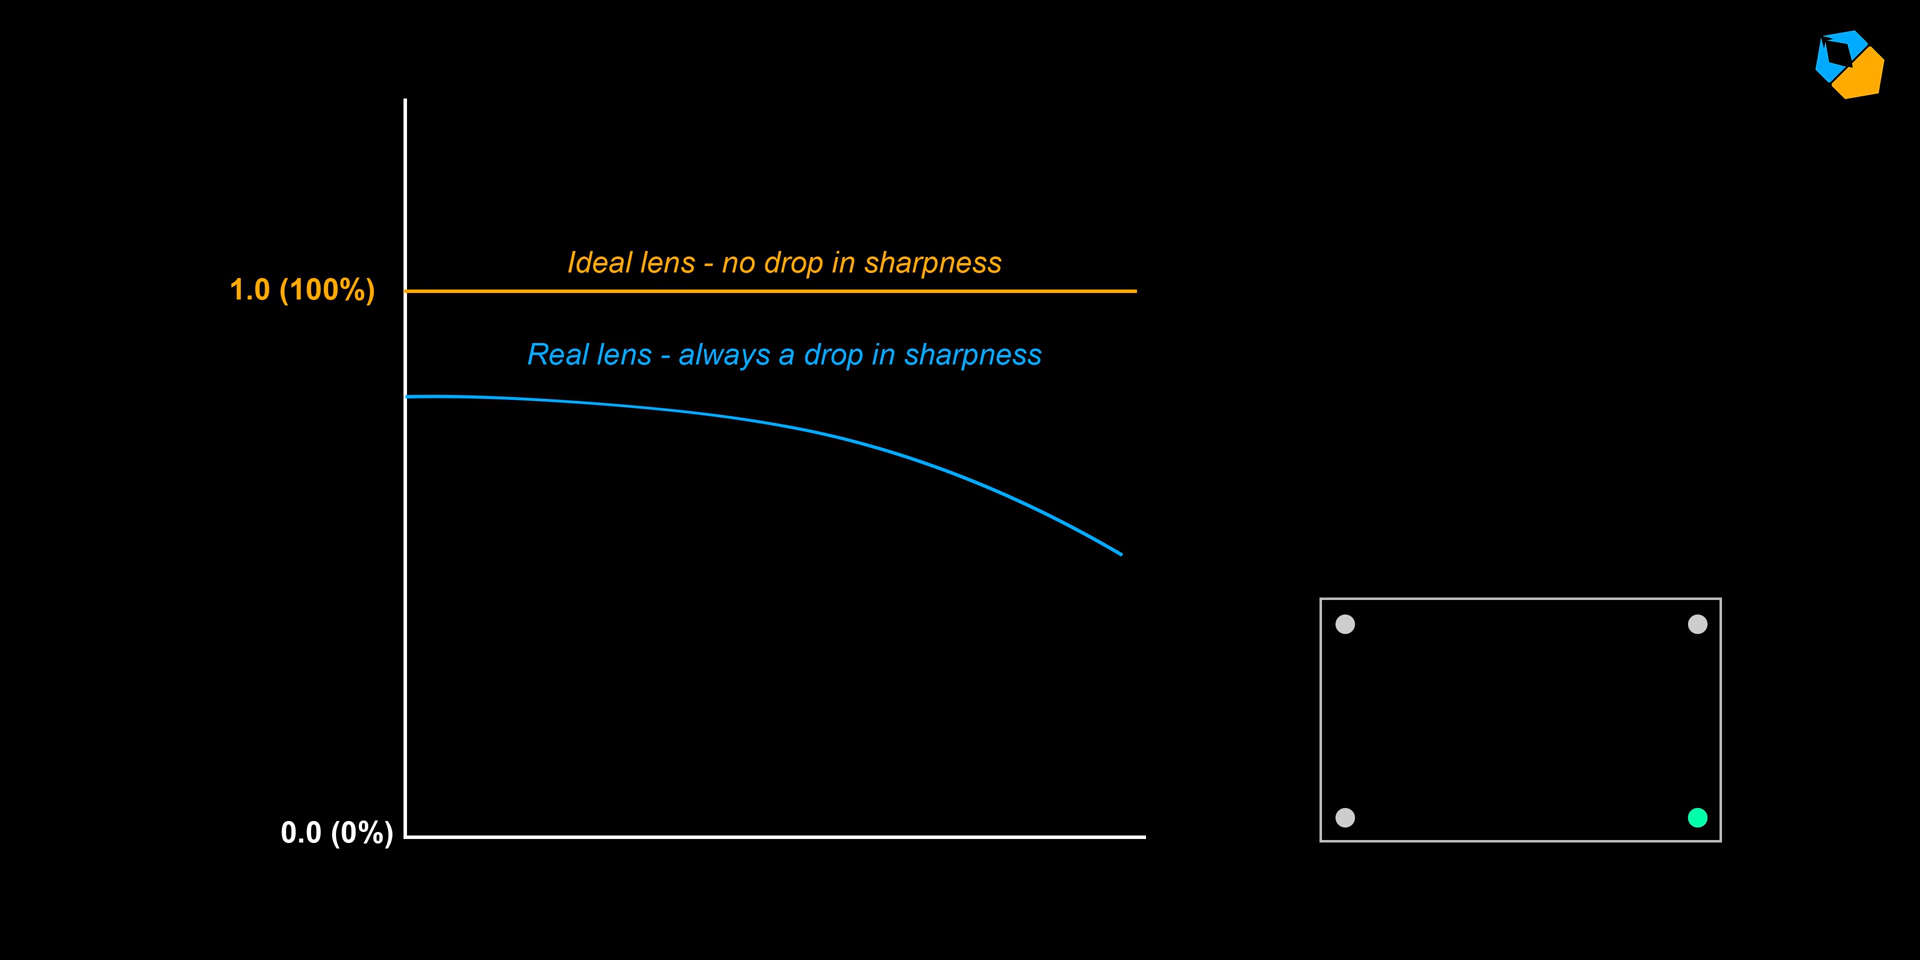 Ideal lens - no drop in sharpness
1.0 (100%)
Real lens - always a drop in sharpness
0.0 (0%)